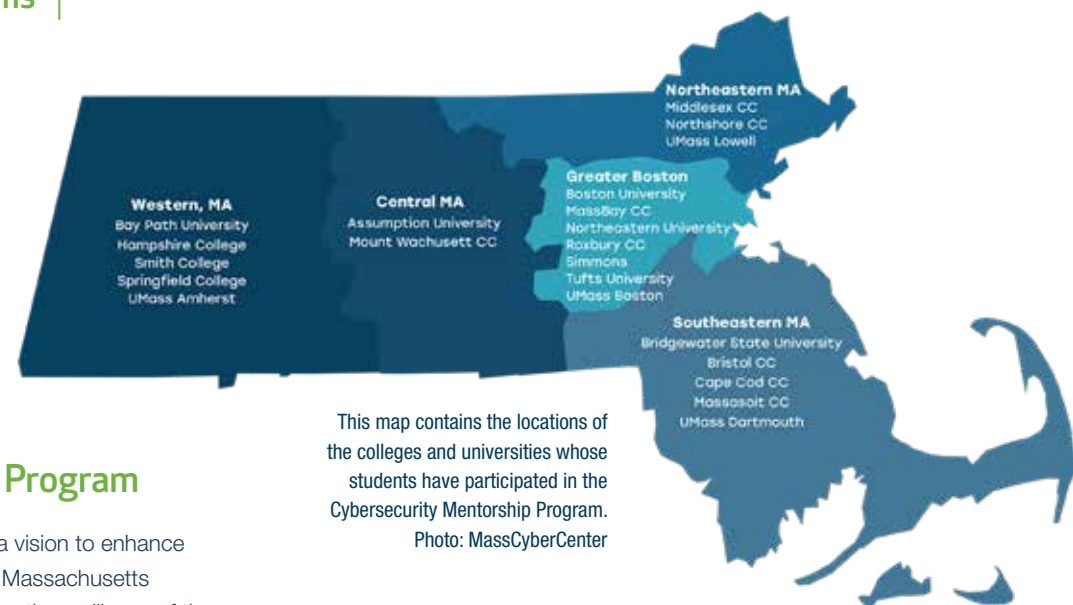 Northeastern MA
Middlesex CC
Northshore CC
UMass Lowell
Greater Boston
Boston University
MassBay CC
Northeastern University
Roxbury CC
Simmons
Tufts University
UMass Boston
Western, MA
Bay Path University
Hampshire College
Smith College
Springfield College
UMass Amherst
Central MA
Assumption University
Mount Wachusett CC
Southeastern MA
Bridgewater State University
Bristol CC
Cape Cod CC
Massasoit CC
UMass Dartmouth
This map contains the locations of
the colleges and universities whose
students have participated in the
Cybersecurity Mentorship Program.
Photo: MassCyberCenter
Program
a vision to enhance
Massachusetts